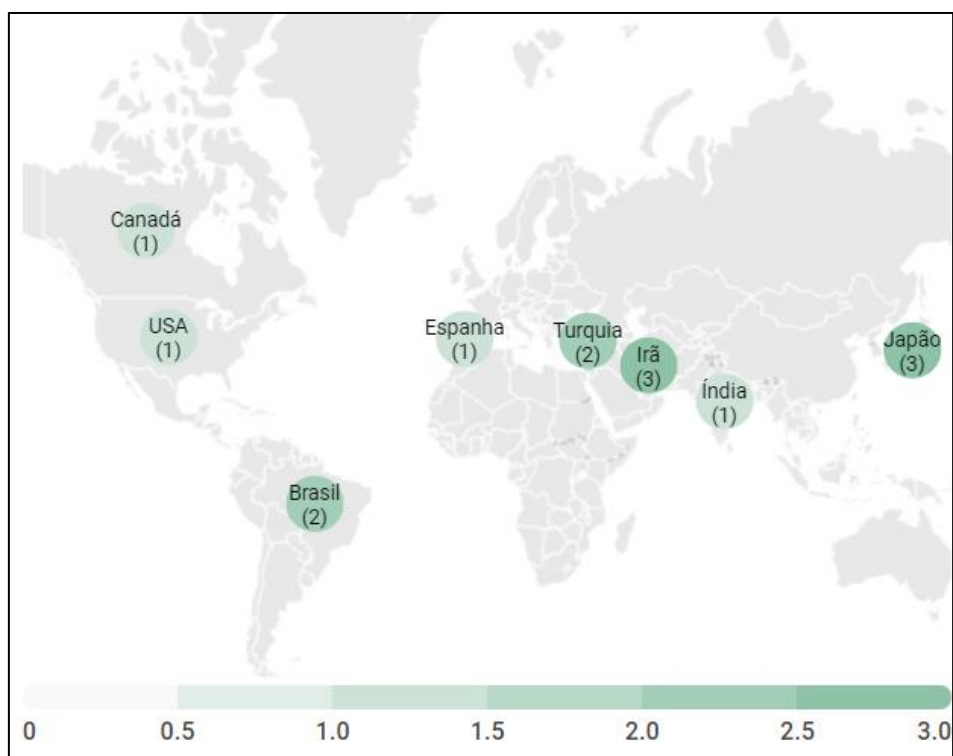 Canadá
(1)
USA
(1)
Espanha
(1)
Turquia
(2)
Irã
(3)
Japão
(3)
Índia
(1)
Brasil
(2)
0 0.5 1.0 1.5 2.0 2.5 3.0